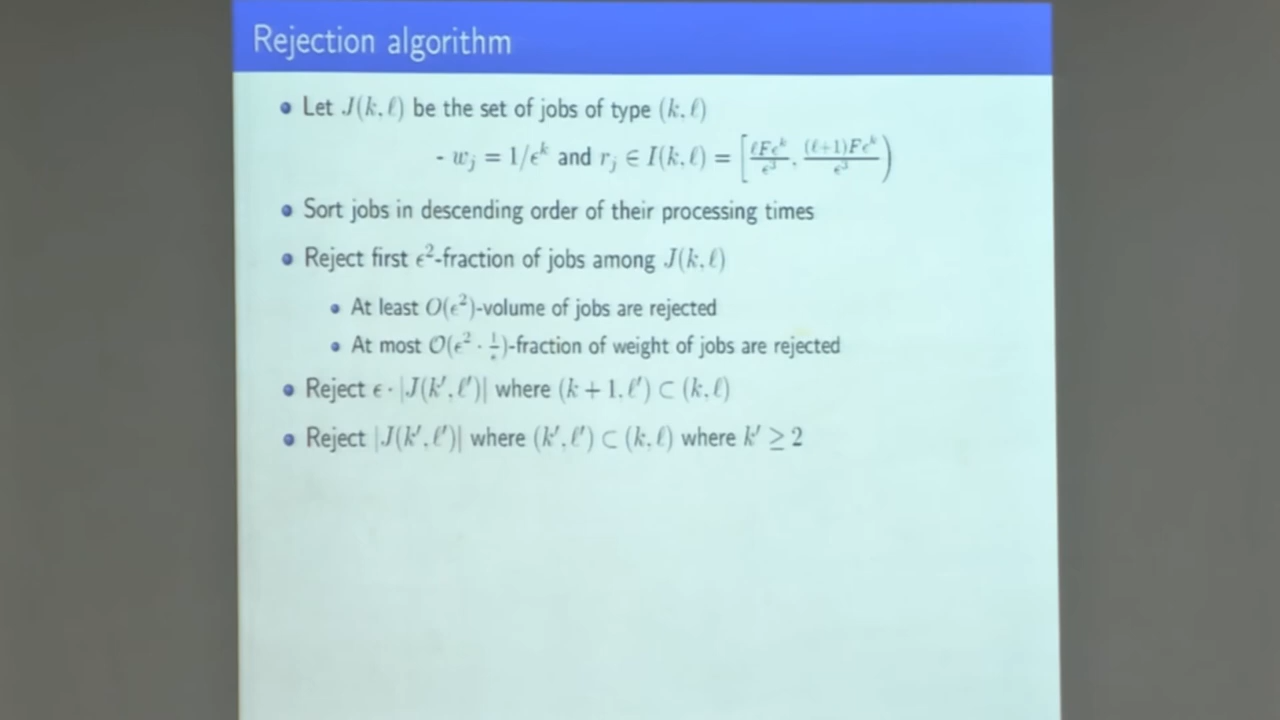 Rejection algorithm
Let J(k, ℓ) be the set of jobs of type (k, ℓ)
- w_j = 1/ϵ^k and r_j ∈ I(k, ℓ) = [ℓFϵ^k/ϵ^3, (ℓ+1)Fϵ^k/ϵ^3)
Sort jobs in descending order of their processing times
Reject first ϵ^2-fraction of jobs among J(k, ℓ)
At least O(ϵ^2)-volume of jobs are rejected
At most O(ϵ^2 · 1/ϵ)-fraction of weight of jobs are rejected
Reject ϵ · |J(k′, ℓ′)| where (k + 1, ℓ′) ⊂ (k, ℓ)
Reject |J(k′, ℓ′)| where (k′, ℓ′) ⊂ (k, ℓ) where k′ ≥ 2